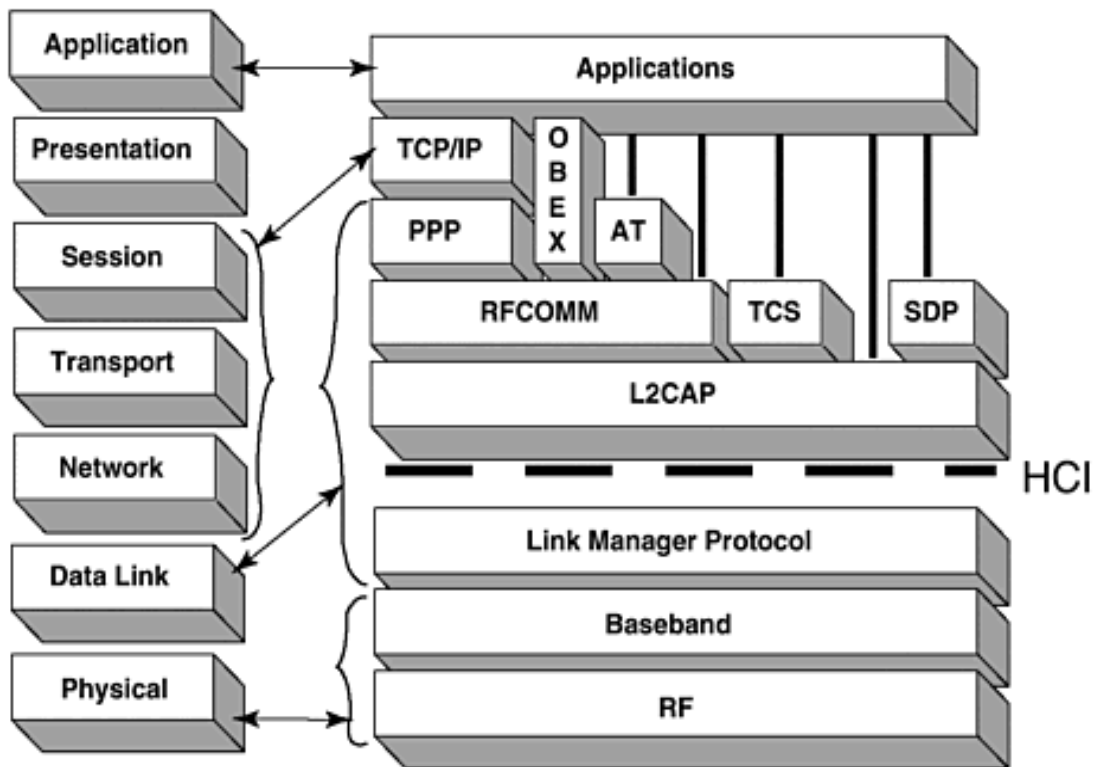 Application
Presentation
Session
Transport
Network
Data Link
Physical
Applications
TCP/IP
OBEX
PPP
AT
RFCOMM
TCS
SDP
L2CAP
HCI
Link Manager Protocol
Baseband
RF